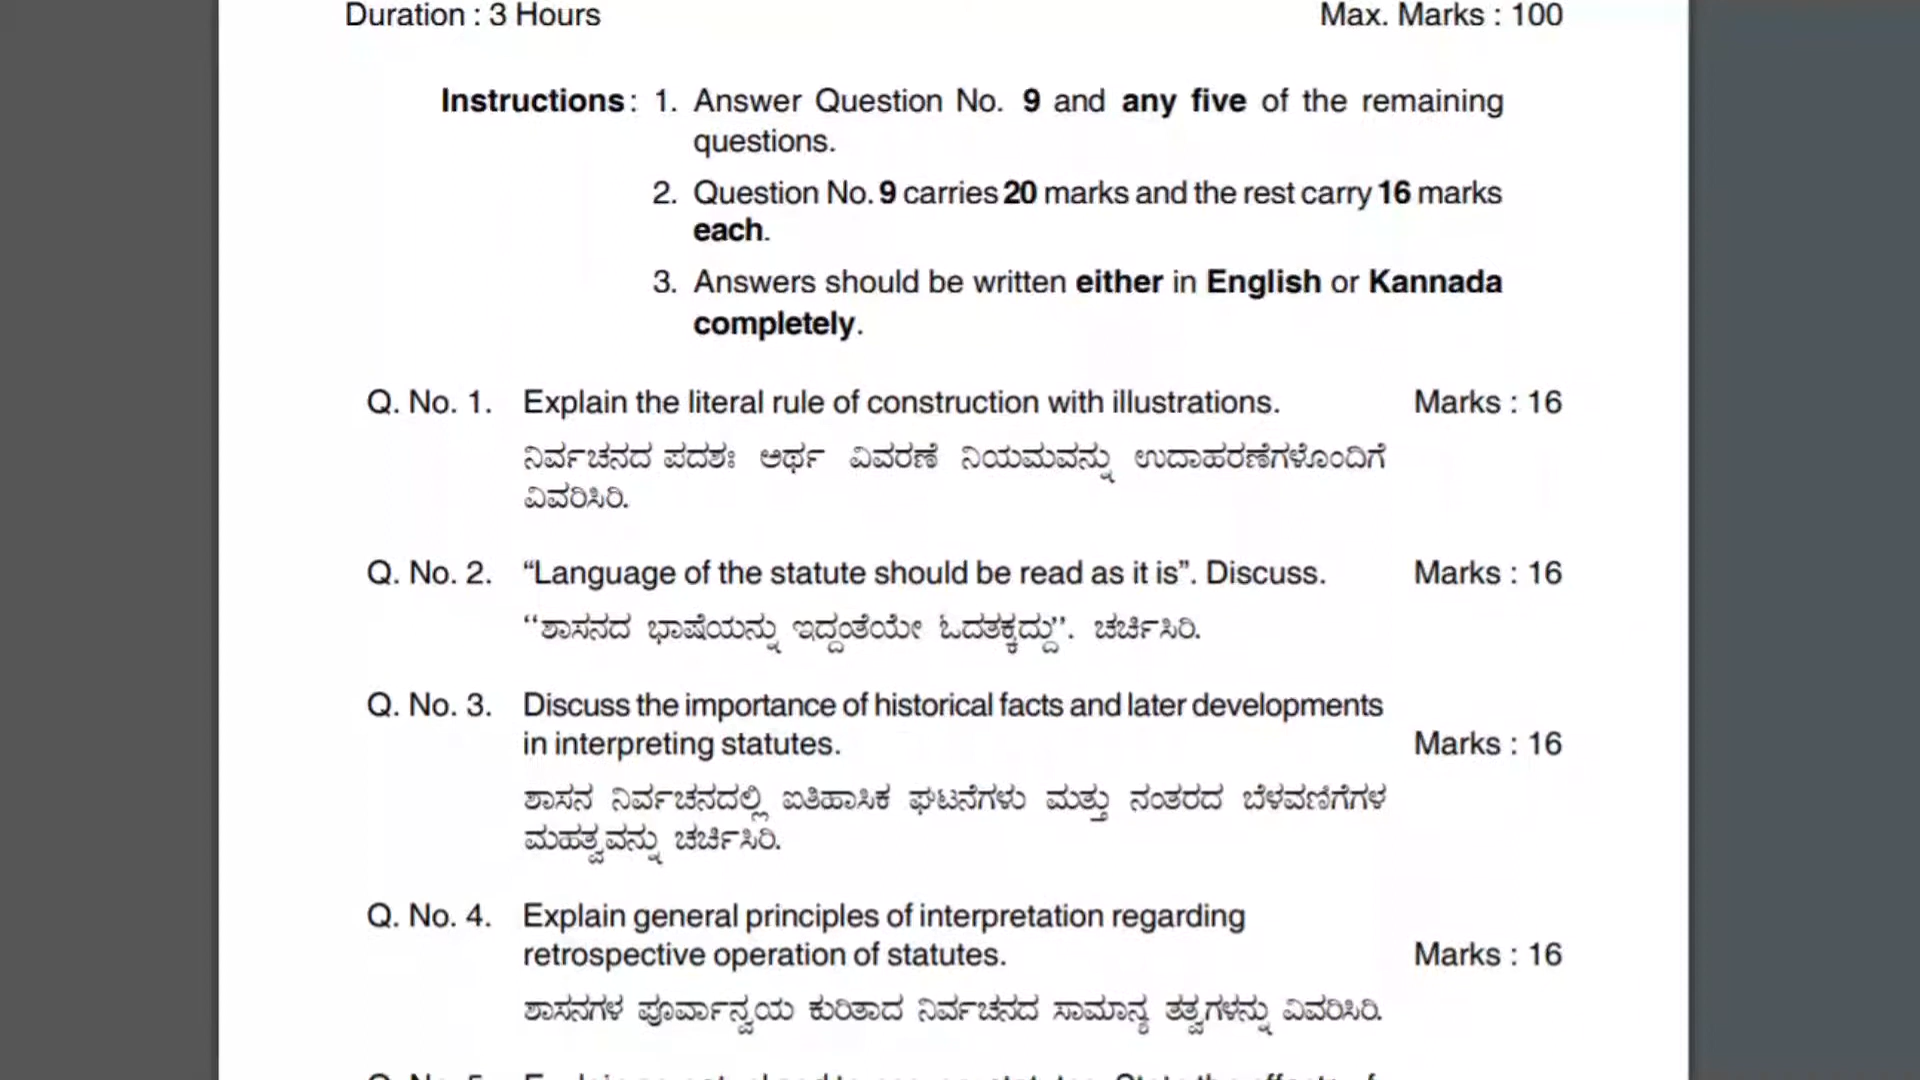 Duration : 3 Hours Max. Marks : 100
Instructions : 1. Answer Question No. 9 and any five of the remaining
questions.
2. Question No. 9 carries 20 marks and the rest carry 16 marks
each.
3. Answers should be written either in English or Kannada
completely.
Q. No. 1. Explain the literal rule of construction with illustrations. Marks : 16
ನಿರ್ವಚನದ ಪದಶಃ ಅರ್ಥ ವಿವರಣೆ ನಿಯಮವನ್ನು ಉದಾಹರಣೆಗಳೊಂದಿಗೆ
ವಿವರಿಸಿರಿ.
Q. No. 2. “Language of the statute should be read as it is”. Discuss. Marks : 16
‘‘ಶಾಸನದ ಭಾಷೆಯನ್ನು ಇದ್ದಂತೆಯೇ ಓದತಕ್ಕದ್ದು’’. ಚರ್ಚಿಸಿರಿ.
Q. No. 3. Discuss the importance of historical facts and later developments
in interpreting statutes. Marks : 16
ಶಾಸನ ನಿರ್ವಚನದಲ್ಲಿ ಐತಿಹಾಸಿಕ ಘಟನೆಗಳು ಮತ್ತು ನಂತರದ ಬೆಳವಣಿಗೆಗಳ
ಮಹತ್ವವನ್ನು ಚರ್ಚಿಸಿರಿ.
Q. No. 4. Explain general principles of interpretation regarding
retrospective operation of statutes. Marks : 16
ಶಾಸನಗಳ ಪೂರ್ವಾನ್ವಯ ಕುರಿತಾದ ನಿರ್ವಚನದ ಸಾಮಾನ್ಯ ತತ್ವಗಳನ್ನು ವಿವರಿಸಿರಿ.